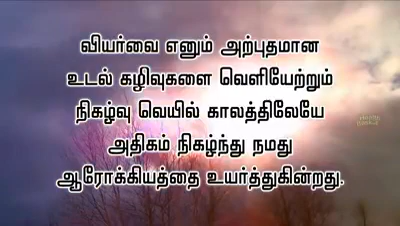 வியர்வை எனும் அற்புதமான
உடல் கழிவுகளை வெளியேற்றும்
நிகழ்வு வெயில் காலத்திலேயே
அதிகம் நிகழ்ந்து நமது
ஆரோக்கியத்தை உயர்த்துகின்றது.